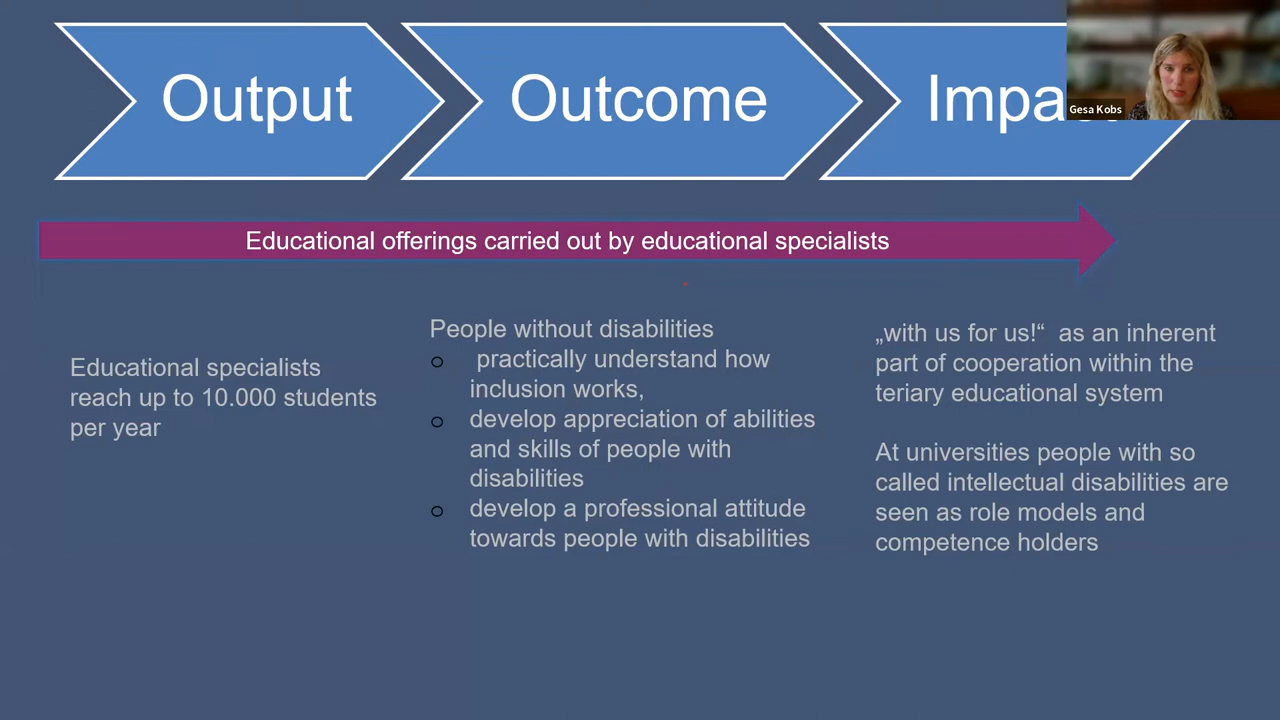 Output
Outcome
Impact
Gesa Kobs
Educational offerings carried out by educational specialists
Educational specialists
reach up to 10.000 students
per year
People without disabilities
o practically understand how
inclusion works,
o develop appreciation of abilities
and skills of people with
disabilities
o develop a professional attitude
towards people with disabilities
„with us for us!“ as an inherent
part of cooperation within the
teriary educational system
At universities people with so
called intellectual disabilities are
seen as role models and
competence holders